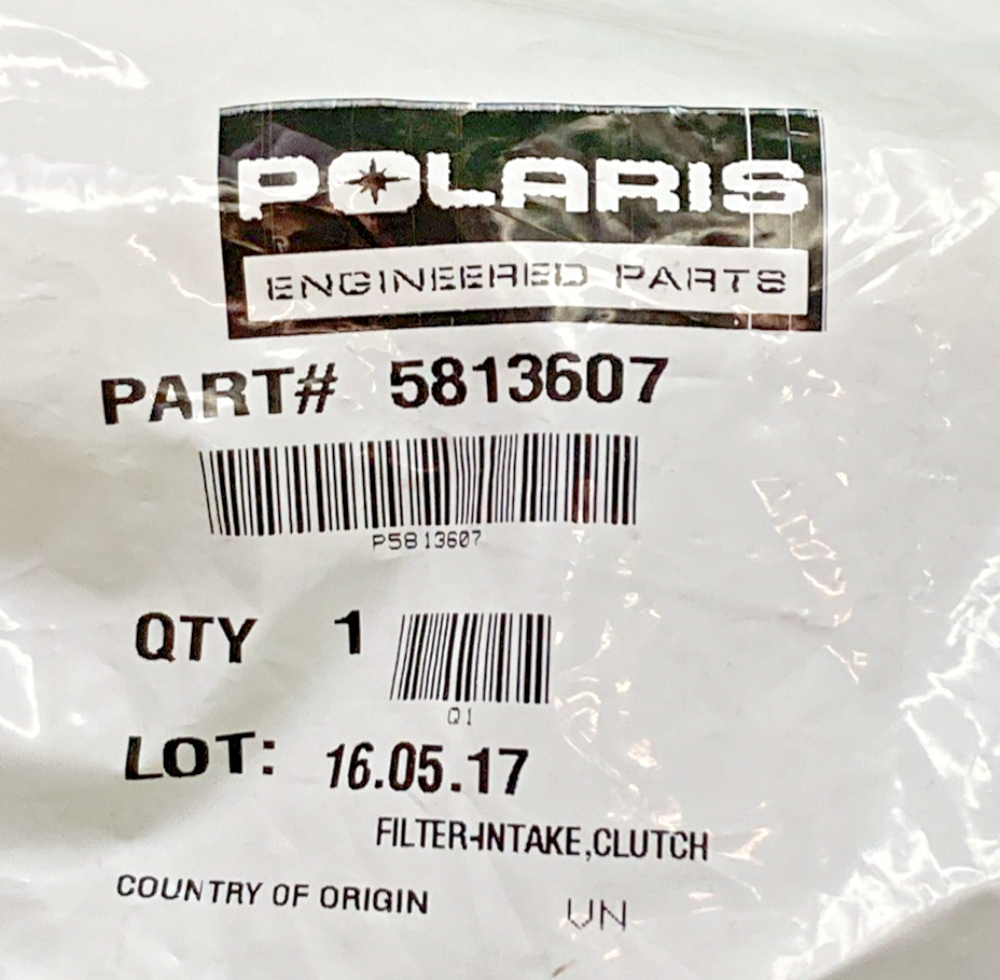 POLARIS
ENGINEERED PARTS
PART# 5813607
P5813607
QTY 1
Q1
LOT: 16.05.17
FILTER-INTAKE,CLUTCH
COUNTRY OF ORIGIN UN